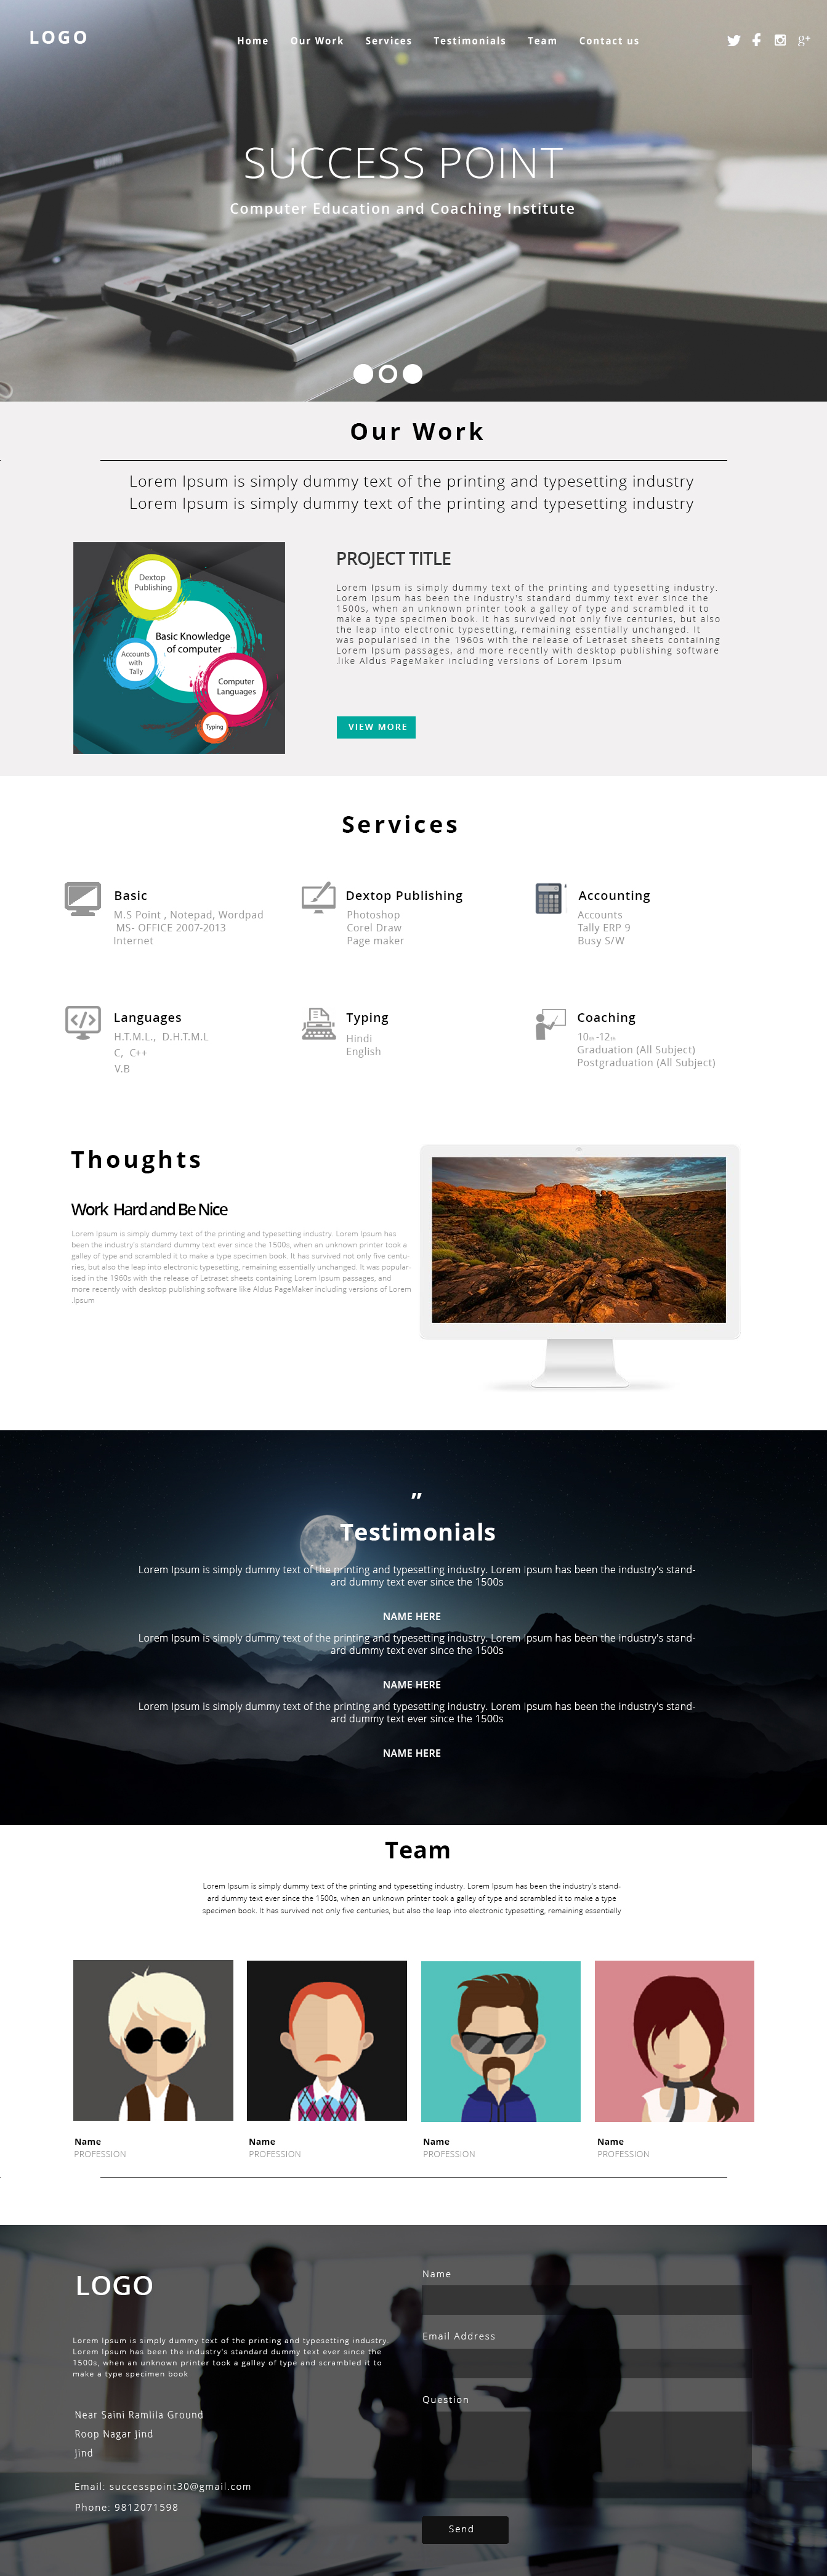 LOGO
Home Our Work Services Testimonials Team Contact us
g+
SUCCESS POINT
Computer Education and Coaching Institute
Our Work
Lorem Ipsum is simply dummy text of the printing and typesetting industry
Lorem Ipsum is simply dummy text of the printing and typesetting industry
Dextop
Publishing
Basic Knowledge
of computer
Accounts
with
Tally
Computer
Languages
Typing
PROJECT TITLE
Lorem Ipsum is simply dummy text of the printing and typesetting industry.
Lorem Ipsum has been the industry's standard dummy text ever since the
1500s, when an unknown printer took a galley of type and scrambled it to
make a type specimen book. It has survived not only five centuries, but also
the leap into electronic typesetting, remaining essentially unchanged. It
was popularised in the 1960s with the release of Letraset sheets containing
Lorem Ipsum passages, and more recently with desktop publishing software
.like Aldus PageMaker including versions of Lorem Ipsum
VIEW MORE
Services
Basic
M.S Point , Notepad, Wordpad
MS- OFFICE 2007-2013
Internet
Dextop Publishing
Photoshop
Corel Draw
Page maker
Accounting
Accounts
Tally ERP 9
Busy S/W
Languages
H.T.M.L., D.H.T.M.L
C, C++
V.B
Typing
Hindi
English
Coaching
10th -12th
Graduation (All Subject)
Postgraduation (All Subject)
Thoughts
Work Hard and Be Nice
Lorem Ipsum is simply dummy text of the printing and typesetting industry. Lorem Ipsum has
been the industry's standard dummy text ever since the 1500s, when an unknown printer took a
galley of type and scrambled it to make a type specimen book. It has survived not only five centu-
ries, but also the leap into electronic typesetting, remaining essentially unchanged. It was popular-
ised in the 1960s with the release of Letraset sheets containing Lorem Ipsum passages, and
more recently with desktop publishing software like Aldus PageMaker including versions of Lorem
.Ipsum
"
Testimonials
Lorem Ipsum is simply dummy text of the printing and typesetting industry. Lorem Ipsum has been the industry's stand-
ard dummy text ever since the 1500s
NAME HERE
Lorem Ipsum is simply dummy text of the printing and typesetting industry. Lorem Ipsum has been the industry's stand-
ard dummy text ever since the 1500s
NAME HERE
Lorem Ipsum is simply dummy text of the printing and typesetting industry. Lorem Ipsum has been the industry's stand-
ard dummy text ever since the 1500s
NAME HERE
Team
Lorem Ipsum is simply dummy text of the printing and typesetting industry. Lorem Ipsum has been the industry's stand-
ard dummy text ever since the 1500s, when an unknown printer took a galley of type and scrambled it to make a type
specimen book. It has survived not only five centuries, but also the leap into electronic typesetting, remaining essentially
Name
PROFESSION
Name
PROFESSION
Name
PROFESSION
Name
PROFESSION
LOGO
Lorem Ipsum is simply dummy text of the printing and typesetting industry.
Lorem Ipsum has been the industry's standard dummy text ever since the
1500s, when an unknown printer took a galley of type and scrambled it to
make a type specimen book
Near Saini Ramlila Ground
Roop Nagar Jind
Jind
Email: successpoint30@gmail.com
Phone: 9812071598
Name
Email Address
Question
Send